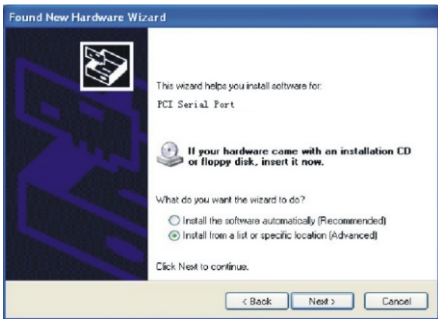 Found New Hardware Wizard
This wizard helps you install software for:
PCI Serial Port
If your hardware came with an installation CD
or floppy disk, insert it now.
What do you want the wizard to do?
Install the software automatically (Recommended)
Install from a list or specific location (Advanced)
Click Next to continue.
< Back Next > Cancel